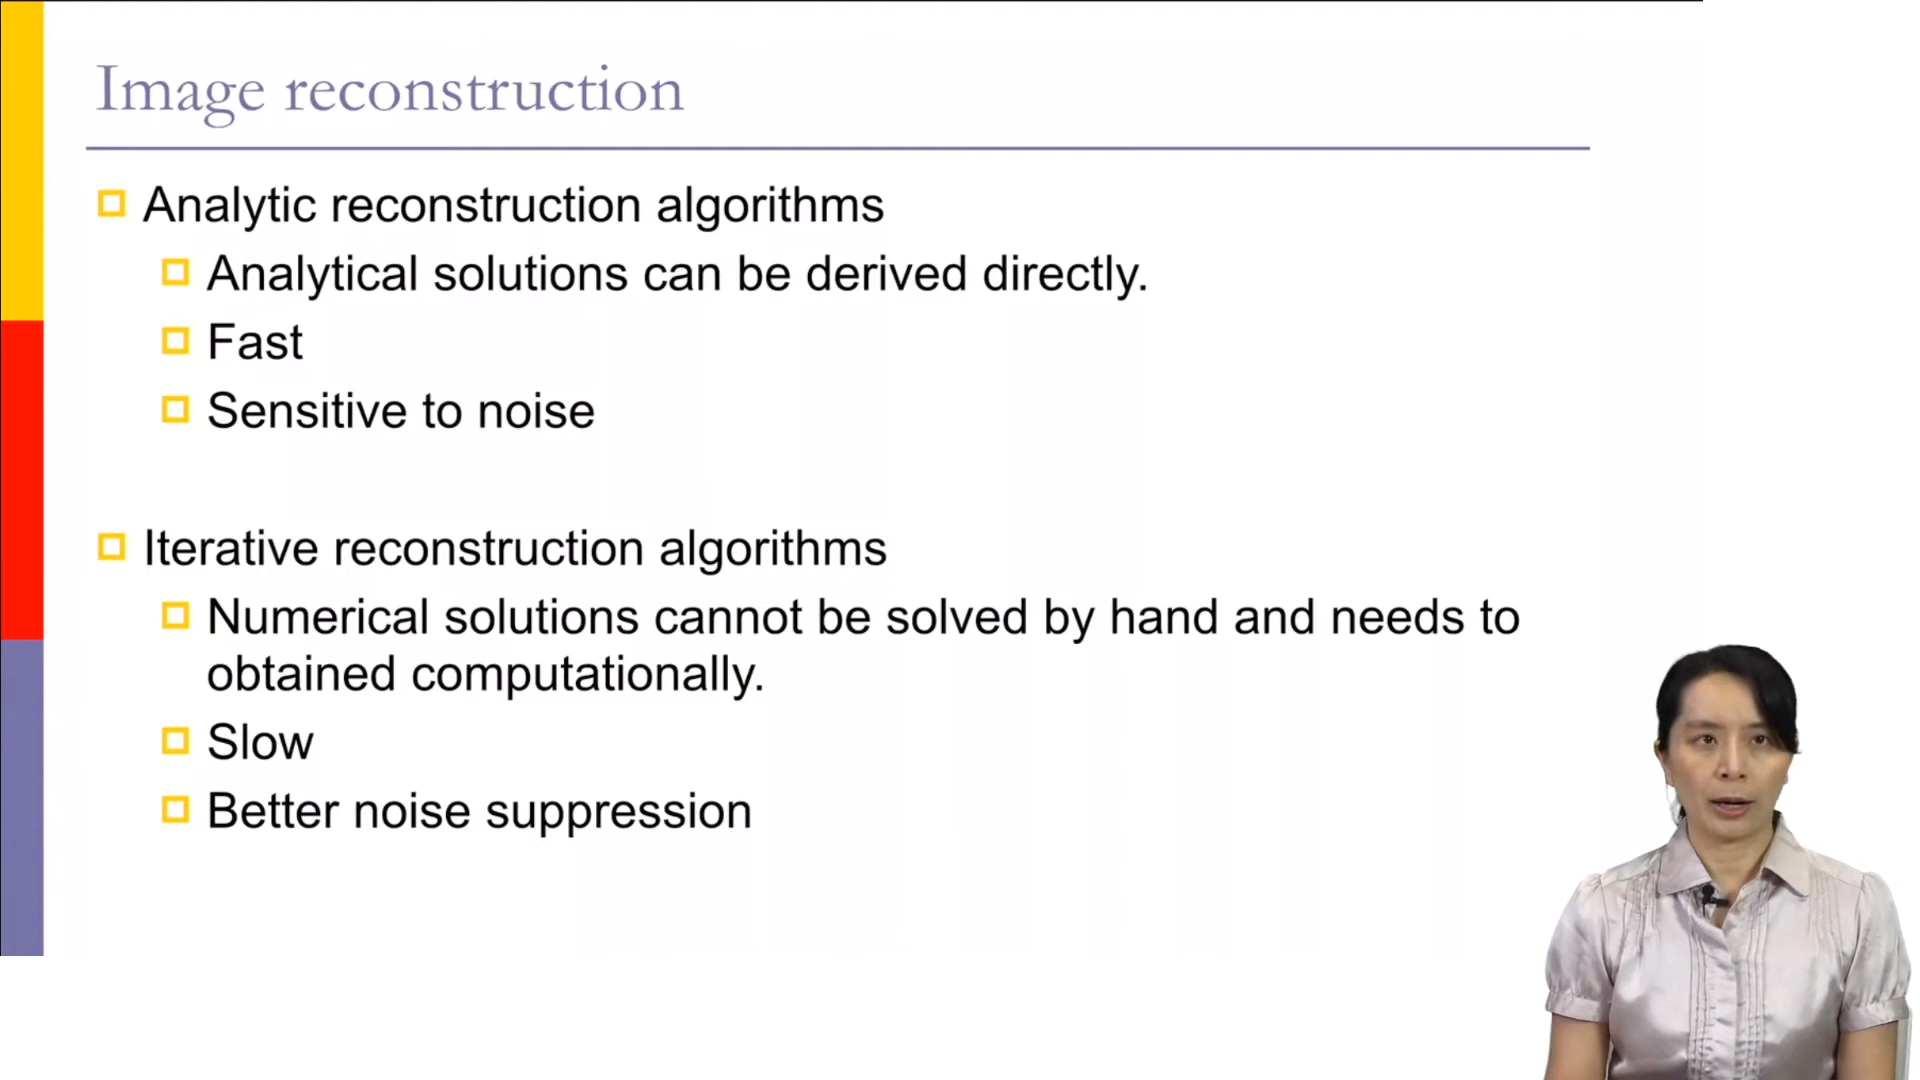 Image reconstruction
Analytic reconstruction algorithms
Analytical solutions can be derived directly.
Fast
Sensitive to noise
Iterative reconstruction algorithms
Numerical solutions cannot be solved by hand and needs to
obtained computationally.
Slow
Better noise suppression